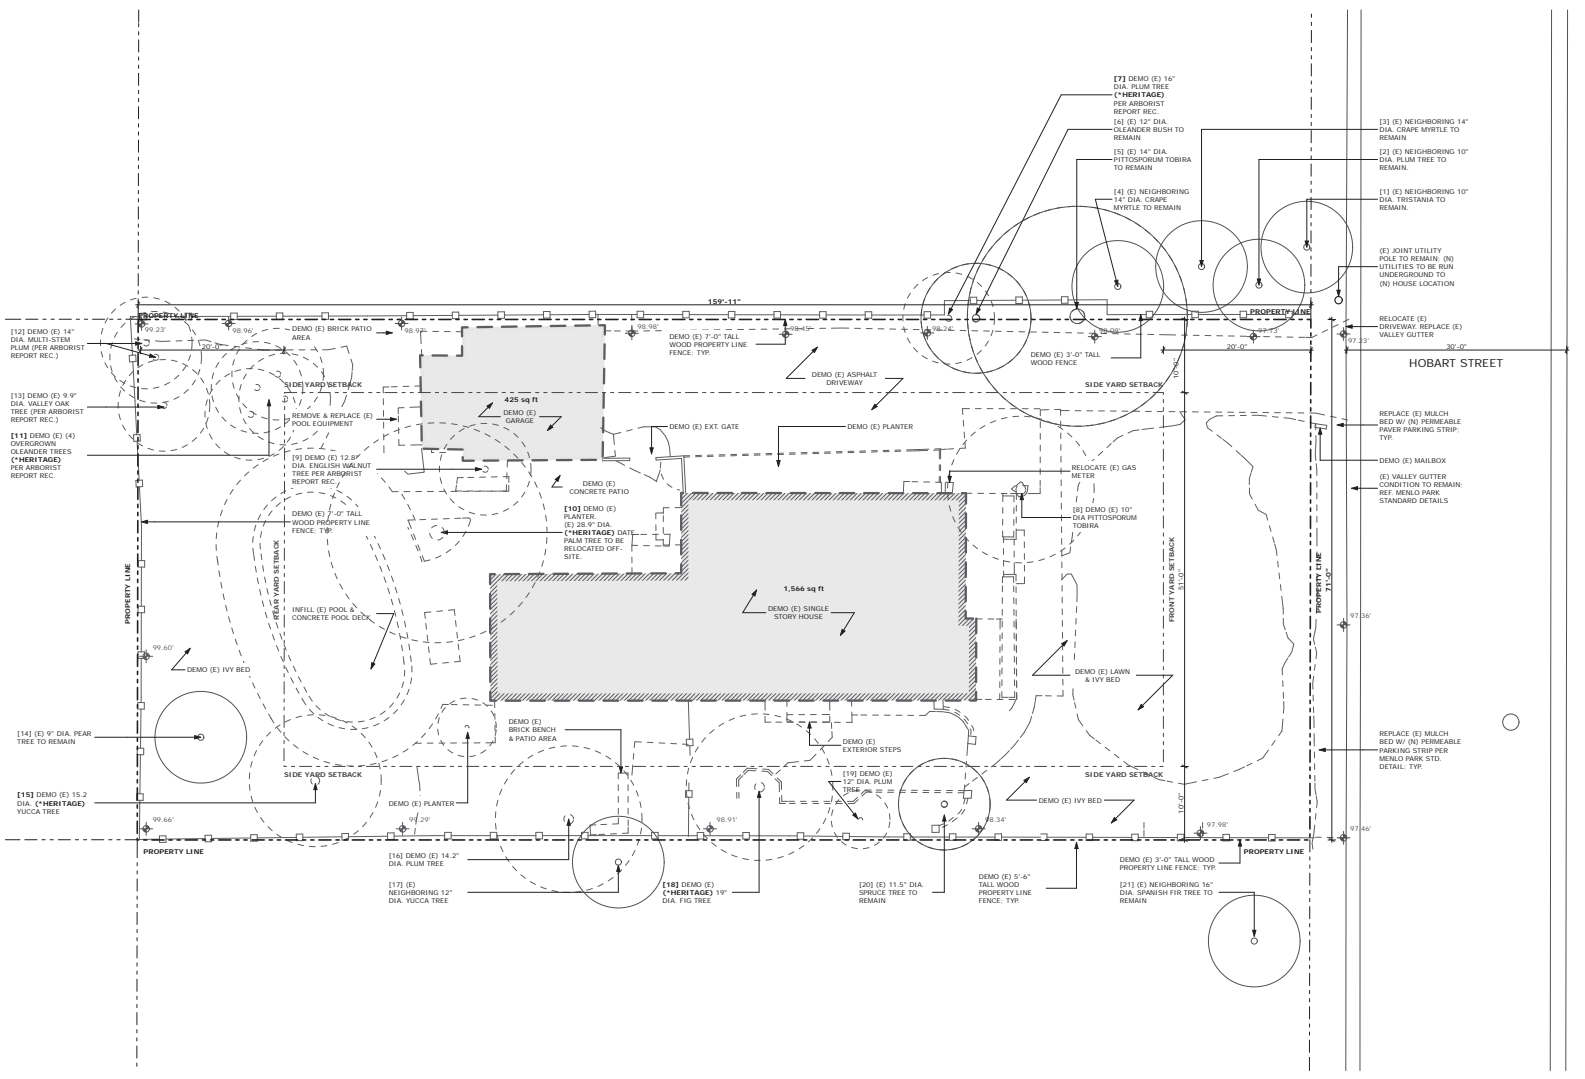 [7] DEMO (E) 16"
DIA. PLUM TREE
(*HERITAGE)
PER ARBORIST
REPORT REC.
[6] (E) 12" DIA.
OLEANDER BUSH TO
REMAIN
[5] (E) 14" DIA.
PITTOSPORUM TOBIRA
TO REMAIN
[4] (E) NEIGHBORING
14" DIA. CRAPE
MYRTLE TO REMAIN
[3] (E) NEIGHBORING 14"
DIA. CRAPE MYRTLE TO
REMAIN
[2] (E) NEIGHBORING 10"
DIA. PLUM TREE TO
REMAIN.
[1] (E) NEIGHBORING 10"
DIA. TRISTANIA TO
REMAIN.
(E) JOINT UTILITY
POLE TO REMAIN; (N)
UTILITIES TO BE RUN
UNDERGROUND TO
(N) HOUSE LOCATION
159'-11"
PROPERTY LINE
PROPERTY LINE
99.23'
98.96'
98.97'
98.98'
98.45'
98.24'
98.09'
97.73'
97.23'
RELOCATE (E)
DRIVEWAY. REPLACE (E)
VALLEY GUTTER
[12] DEMO (E) 14"
DIA. MULTI-STEM
PLUM (PER ARBORIST
REPORT REC.)
DEMO (E) BRICK PATIO
AREA
20'-0"
DEMO (E) 7'-0" TALL
WOOD PROPERTY LINE
FENCE; TYP.
DEMO (E) 3'-0" TALL
WOOD FENCE
20'-0"
30'-0"
HOBART STREET
10'-0"
DEMO (E) ASPHALT
DRIVEWAY
SIDE YARD SETBACK
SIDE YARD SETBACK
[13] DEMO (E) 9.9"
DIA. VALLEY OAK
TREE (PER ARBORIST
REPORT REC.)
425 sq ft
DEMO (E)
GARAGE
REMOVE & REPLACE (E)
POOL EQUIPMENT
DEMO (E) EXT. GATE
DEMO (E) PLANTER
REPLACE (E) MULCH
BED W/ (N) PERMEABLE
PAVER PARKING STRIP;
TYP.
[11] DEMO (E) (4)
OVERGROWN
OLEANDER TREES
(*HERITAGE)
PER ARBORIST
REPORT REC.
[9] DEMO (E) 12.8"
DIA. ENGLISH WALNUT
TREE PER ARBORIST
REPORT REC.
DEMO (E)
CONCRETE PATIO
RELOCATE (E) GAS
METER
DEMO (E) MAILBOX
(E) VALLEY GUTTER
CONDITION TO REMAIN;
REF. MENLO PARK
STANDARD DETAILS
DEMO (E) 7'-0" TALL
WOOD PROPERTY LINE
FENCE; TYP.
[10] DEMO (E)
PLANTER.
(E) 28.9" DIA.
(*HERITAGE) DATE
PALM TREE TO BE
RELOCATED OFF-
SITE.
[8] DEMO (E) 10"
DIA PITTOSPORUM
TOBIRA
PROPERTY LINE
REAR YARD SETBACK
FRONT YARD SETBACK
51'-0"
PROPERTY LINE
71'-0"
1,566 sq ft
DEMO (E) SINGLE
STORY HOUSE
INFILL (E) POOL &
CONCRETE POOL DECK
97.36'
99.60'
DEMO (E) IVY BED
DEMO (E) LAWN
& IVY BED
[14] (E) 9" DIA. PEAR
TREE TO REMAIN
DEMO (E)
BRICK BENCH
& PATIO AREA
DEMO (E)
EXTERIOR STEPS
REPLACE (E) MULCH
BED W/ (N) PERMEABLE
PARKING STRIP PER
MENLO PARK STD.
DETAIL; TYP.
SIDE YARD SETBACK
SIDE YARD SETBACK
[15] DEMO (E) 15.2
DIA. (*HERITAGE)
YUCCA TREE
DEMO (E) PLANTER
[19] DEMO (E)
12" DIA. PLUM
TREE
DEMO (E) IVY BED
10'-0"
99.66'
99.29'
98.91'
98.34'
97.98'
97.46'
PROPERTY LINE
PROPERTY LINE
[16] DEMO (E) 14.2"
DIA. PLUM TREE
[17] (E)
NEIGHBORING 12"
DIA. YUCCA TREE
[18] DEMO (E)
(*HERITAGE) 19"
DIA. FIG TREE
[20] (E) 11.5" DIA.
SPRUCE TREE TO
REMAIN
DEMO (E) 5'-6"
TALL WOOD
PROPERTY LINE
FENCE; TYP.
DEMO (E) 3'-0" TALL WOOD
PROPERTY LINE FENCE; TYP.
[21] (E) NEIGHBORING 16"
DIA. SPANISH FIR TREE TO
REMAIN